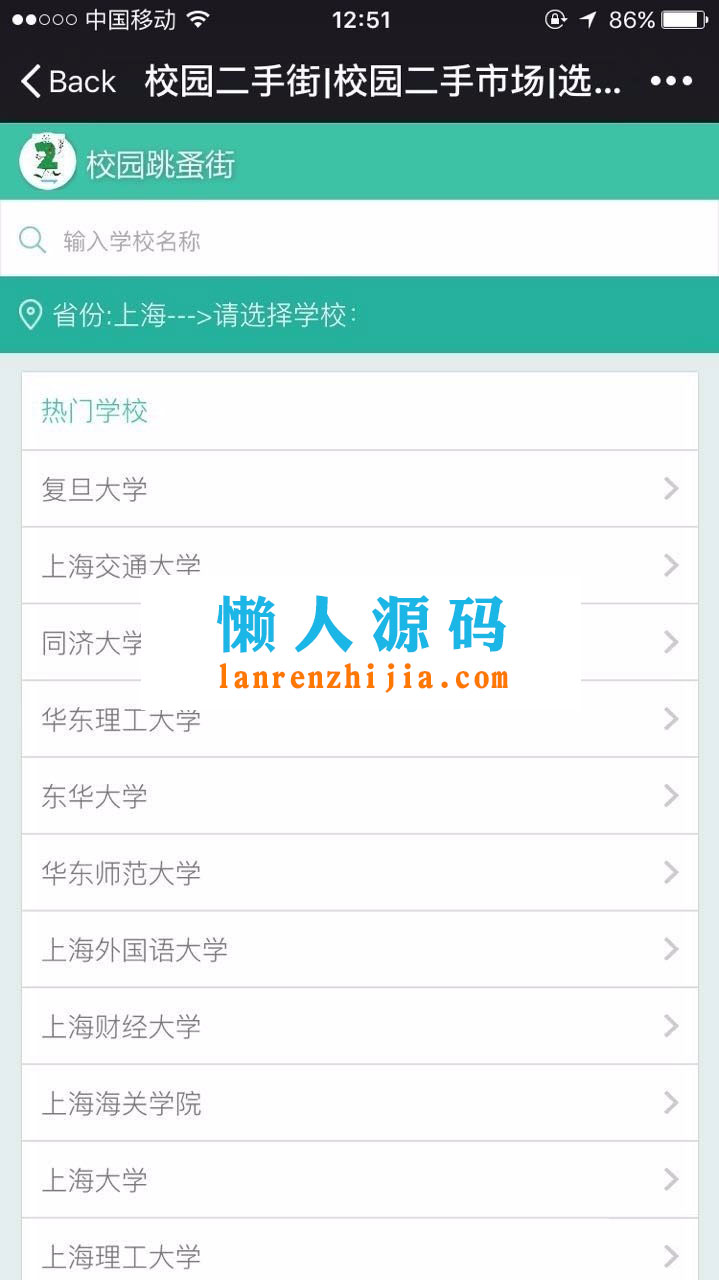 中国移动 12:51 86%
Back 校园二手街|校园二手市场|选... •••
2
校园跳蚤街
输入学校名称
省份:上海--->请选择学校:
热门学校
复旦大学
上海交通大学
同济大学
懒人源码
lanrenzhijia.com
华东理工大学
东华大学
华东师范大学
上海外国语大学
上海财经大学
上海海关学院
上海大学
上海理工大学